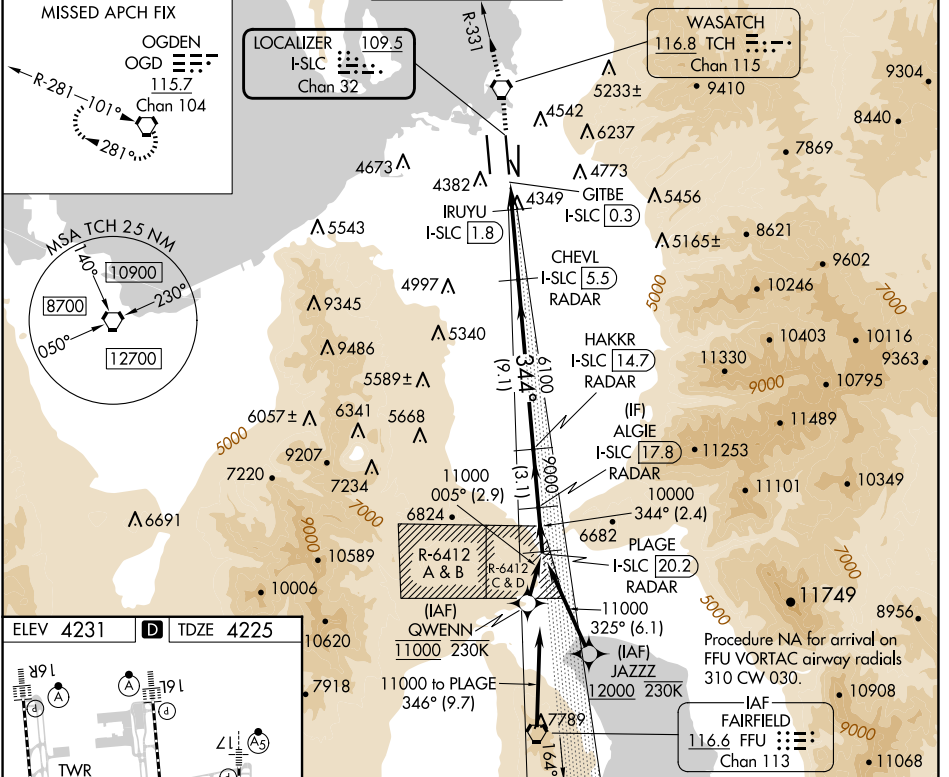 MISSED APCH FIX
OGDEN
OGD
115.7
Chan 104
R-281
101°
281°
LOCALIZER 109.5
I-SLC
Chan 32
R-331
WASATCH
116.8 TCH
Chan 115
5233±
9410
9304
4542
6237
8440
7869
4673
4382
4773
4349
GITBE
I-SLC 0.3
5456
IRUYU
I-SLC 1.8
MSA TCH 25 NM
140°
10900
8700
230°
050°
12700
5543
5165±
8621
CHEVL
I-SLC 5.5
RADAR
4997
5000
9602
10246
7000
9345
5340
HAKKR
I-SLC 14.7
RADAR
10403
10116
9486
11330
9363
344°
6100
(9.1)
5589±
9000
10795
6057±
6341
5668
(IF)
ALGIE
I-SLC 17.8
RADAR
11489
5000
9207
11253
7220
7234
(3.1)
9000
11000
005° (2.9)
10000
344° (2.4)
11101
10349
6691
7000
6824
6682
9000
R-6412
A & B
R-6412
C & D
PLAGE
I-SLC 20.2
RADAR
10589
7000
10006
11749
(IAF)
QWENN
11000 230K
11000
325° (6.1)
5000
8956
ELEV 4231
D
TDZE 4225
10620
(IAF)
JAZZZ
12000 230K
Procedure NA for arrival on
FFU VORTAC airway radials
310 CW 030.
7918
11000 to PLAGE
346° (9.7)
10908
7789
164°
IAF
FAIRFIELD
116.6 FFU
Chan 113
9000
11068
16R
A
P
A
16L
P
17
A5
P
TWR